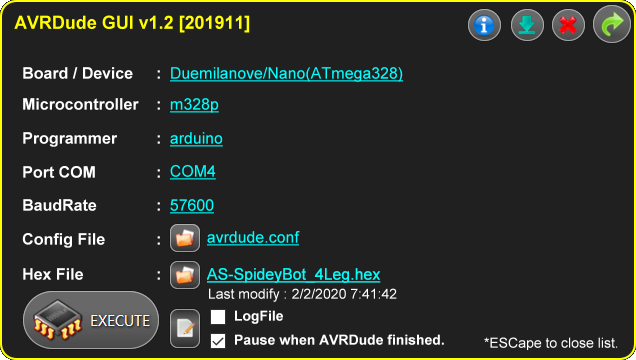 AVRDude GUI v1.2 [201911]
Board / Device : Duemilanove/Nano(ATmega328)
Microcontroller : m328p
Programmer : arduino
Port COM : COM4
BaudRate : 57600
Config File : avrdude.conf
Hex File : AS-SpideyBot_4Leg.hex
Last modify : 2/2/2020 7:41:42
EXECUTE
LogFile
Pause when AVRDude finished.
*ESCape to close list.